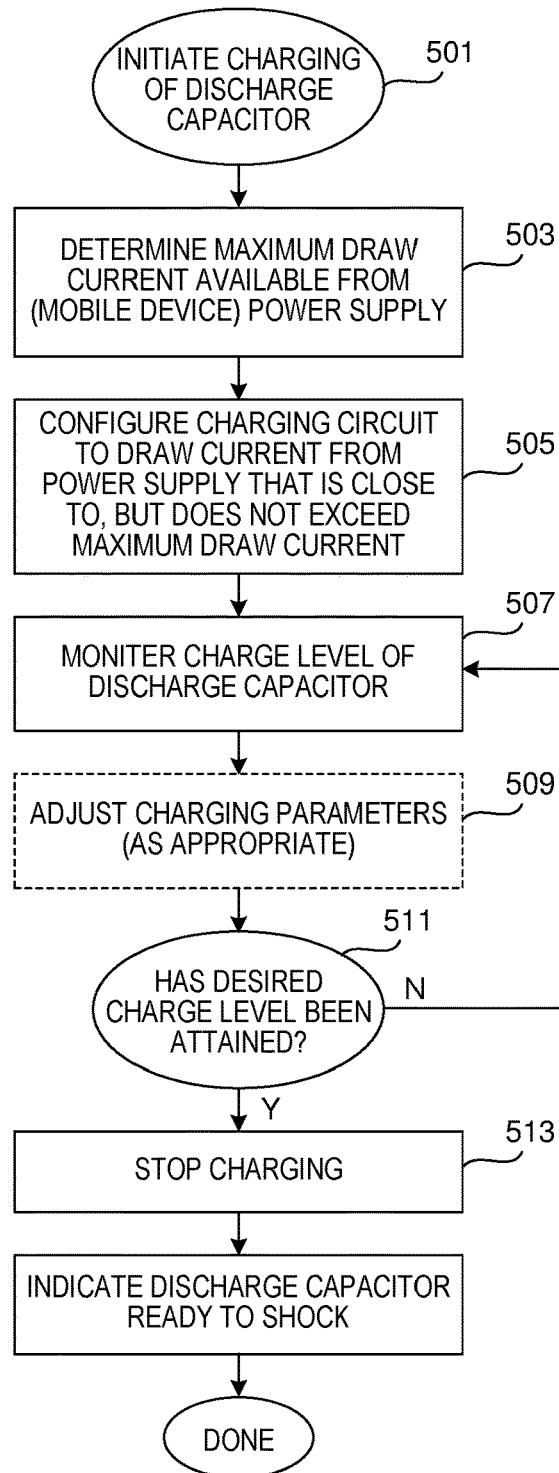 INITIATE CHARGING
OF DISCHARGE
CAPACITOR
501
DETERMINE MAXIMUM DRAW
CURRENT AVAILABLE FROM
(MOBILE DEVICE) POWER SUPPLY
503
CONFIGURE CHARGING CIRCUIT
TO DRAW CURRENT FROM
POWER SUPPLY THAT IS CLOSE
TO, BUT DOES NOT EXCEED
MAXIMUM DRAW CURRENT
505
MONITER CHARGE LEVEL OF
DISCHARGE CAPACITOR
507
ADJUST CHARGING PARAMETERS
(AS APPROPRIATE)
509
HAS DESIRED
CHARGE LEVEL BEEN
ATTAINED?
511
N
Y
STOP CHARGING
513
INDICATE DISCHARGE CAPACITOR
READY TO SHOCK
DONE